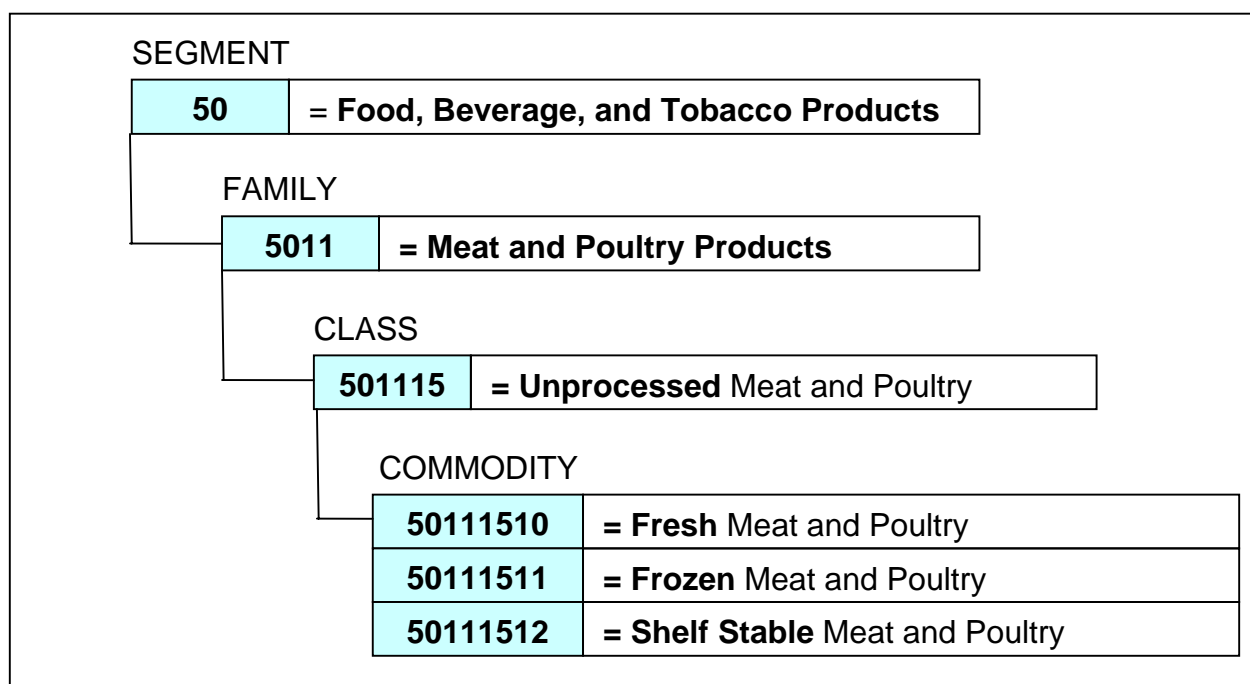 SEGMENT
50 = Food, Beverage, and Tobacco Products
FAMILY
5011 = Meat and Poultry Products
CLASS
501115 = Unprocessed Meat and Poultry
COMMODITY
50111510 = Fresh Meat and Poultry
50111511 = Frozen Meat and Poultry
50111512 = Shelf Stable Meat and Poultry